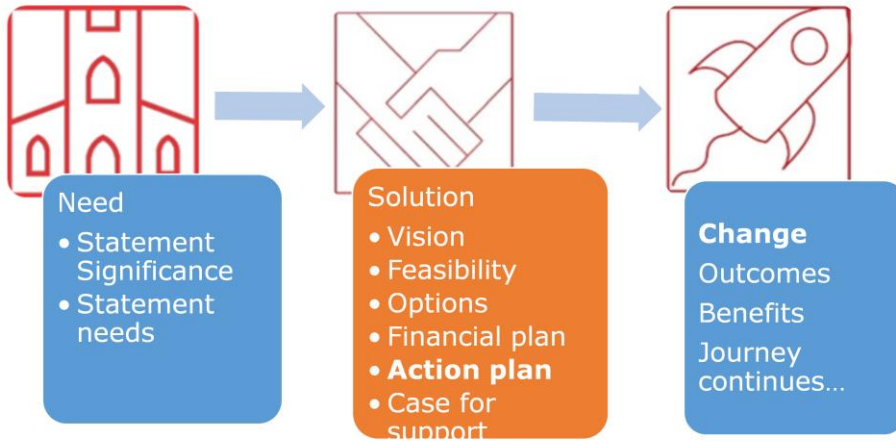 Need
• Statement
Significance
• Statement
needs
Solution
• Vision
• Feasibility
• Options
• Financial plan
• Action plan
• Case for
support
Change
Outcomes
Benefits
Journey
continues…